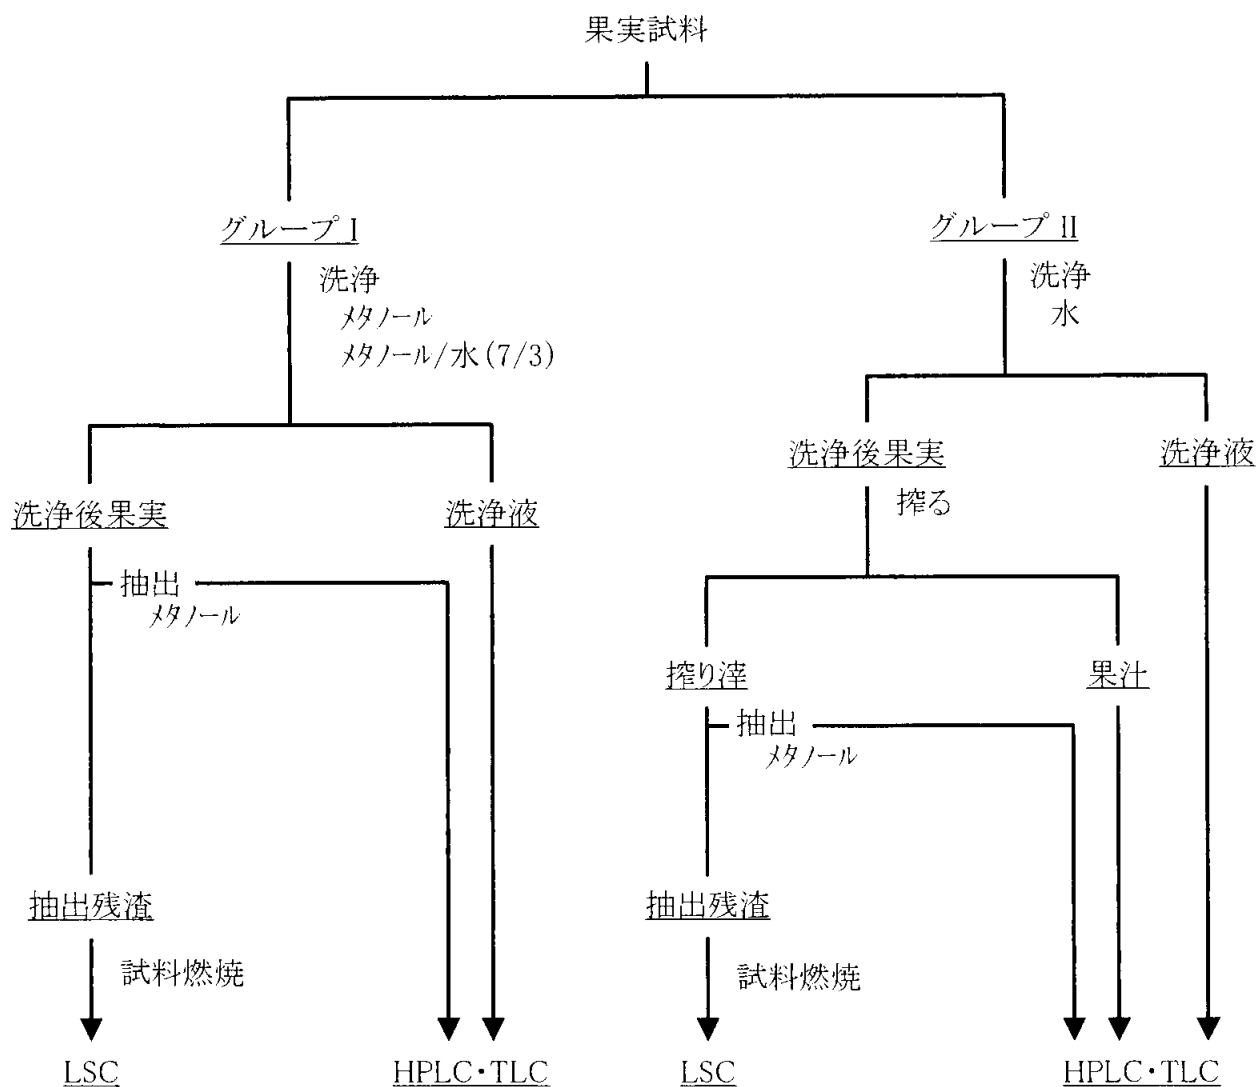 果実試料
グループ I
洗浄
メタノール
メタノール/水(7/3)
洗浄後果実
洗浄液
抽出
メタノール
抽出残渣
試料燃焼
LSC
HPLC・TLC
グループ II
洗浄
水
洗浄後果実
洗浄液
搾る
搾り滓
果汁
抽出
メタノール
抽出残渣
試料燃焼
LSC
HPLC・TLC